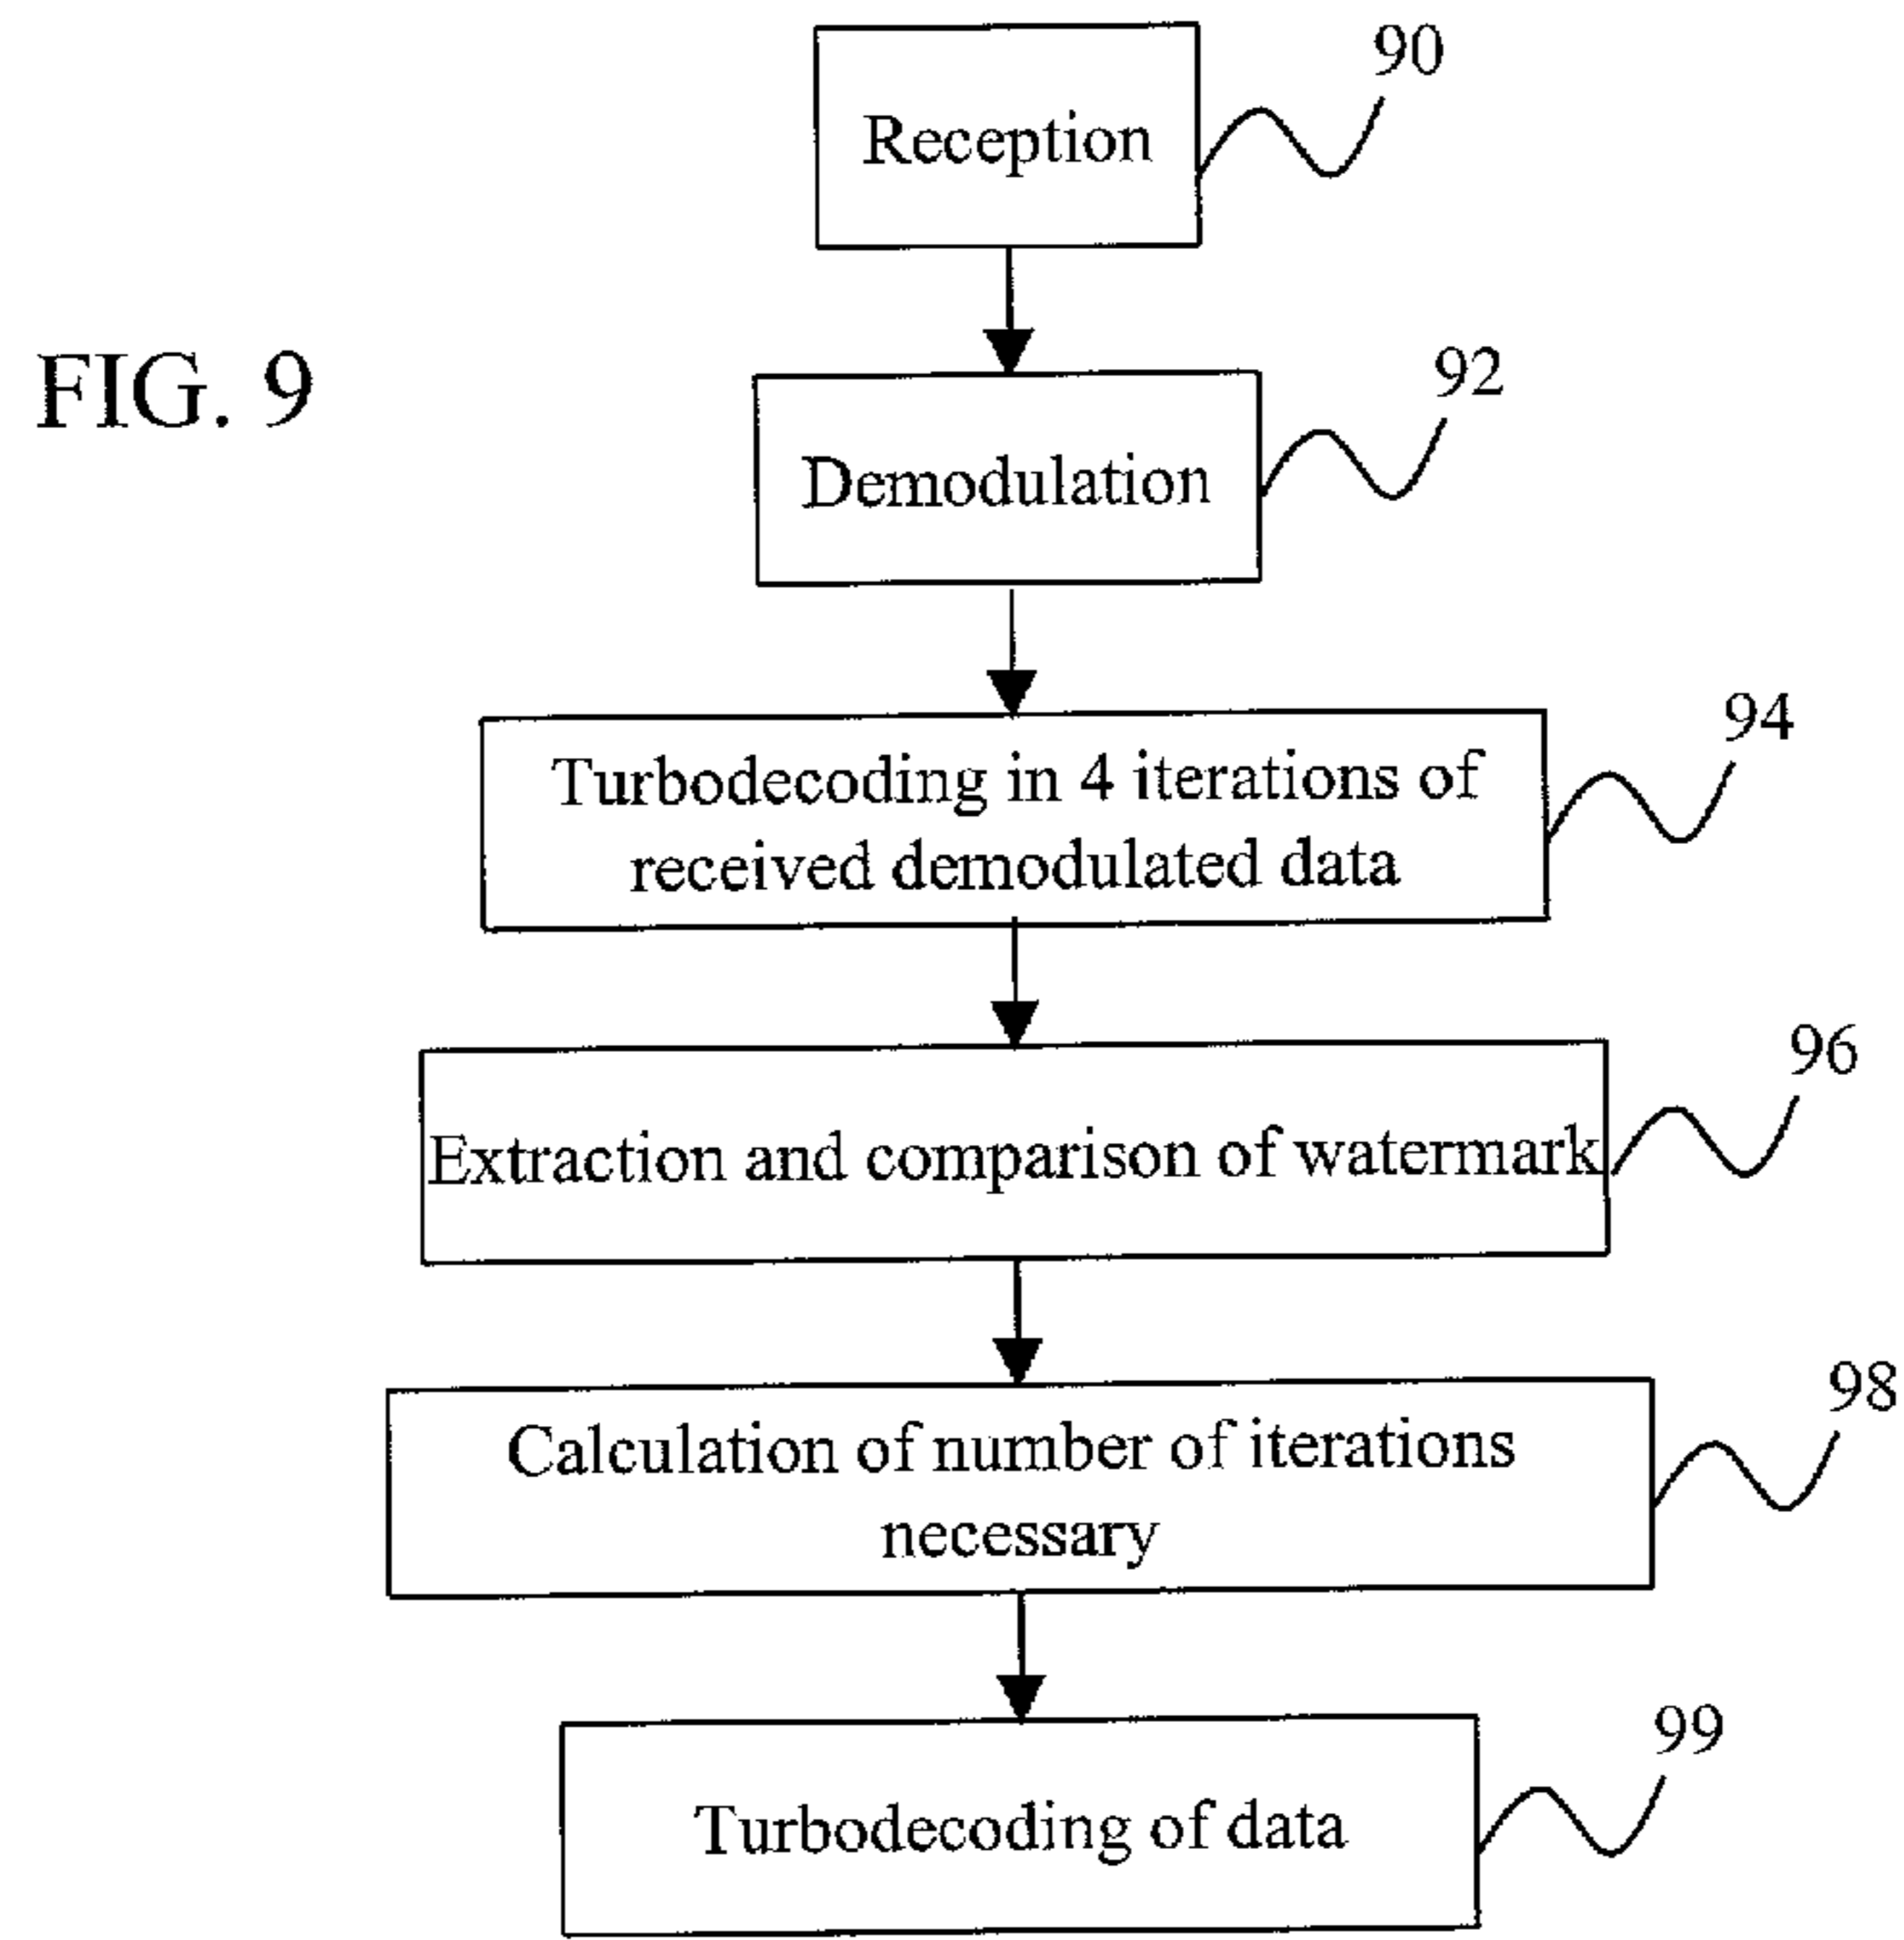 90
Reception
FIG. 9
92
Demodulation
94
Turbodecoding in 4 iterations of
received demodulated data
96
Extraction and comparison of watermark
98
Calculation of number of iterations
necessary
99
Turbodecoding of data